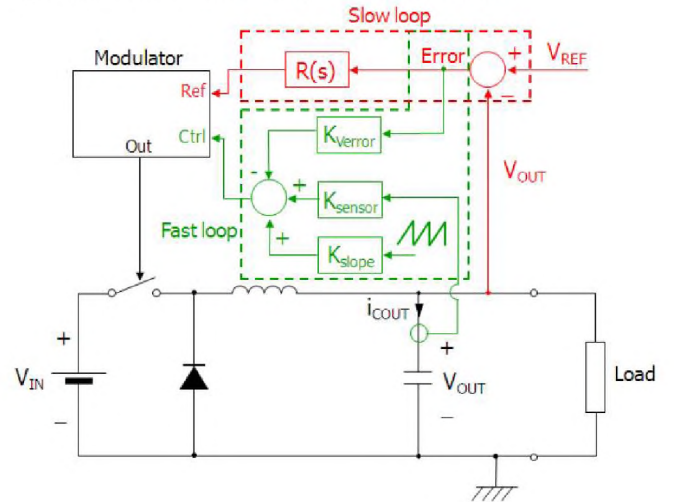 Slow loop
Modulator
Error
+
V_REF
R(s)
Ref
−
Ctrl
K_Verror
Out
-
V_OUT
+
K_sensor
Fast loop
+
K_slope
i_COUT
+
+
V_IN
V_OUT
Load
−
−